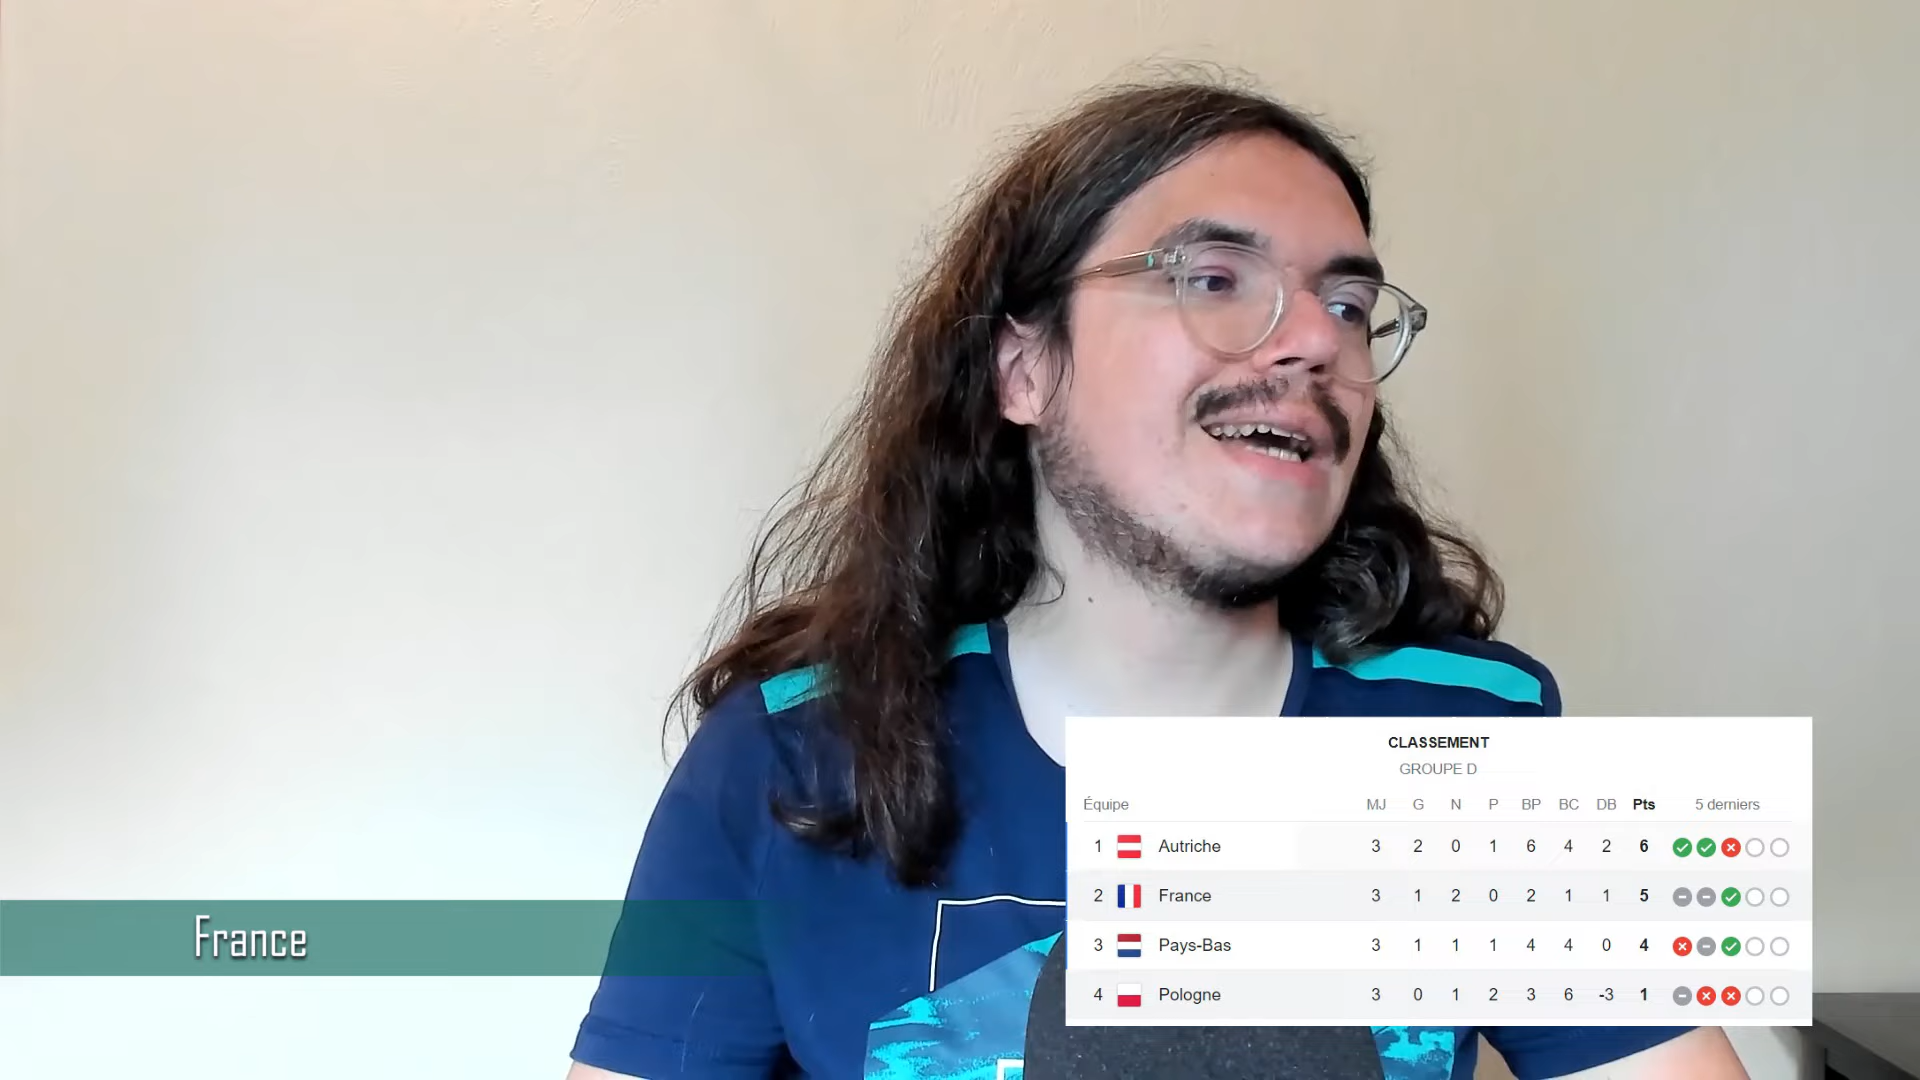 CLASSEMENT
GROUPE D
Équipe MJ G N P BP BC DB Pts 5 derniers
1 Autriche 3 2 0 1 6 4 2 6
2 France 3 1 2 0 2 1 1 5
3 Pays-Bas 3 1 1 1 4 4 0 4
4 Pologne 3 0 1 2 3 6 -3 1
France